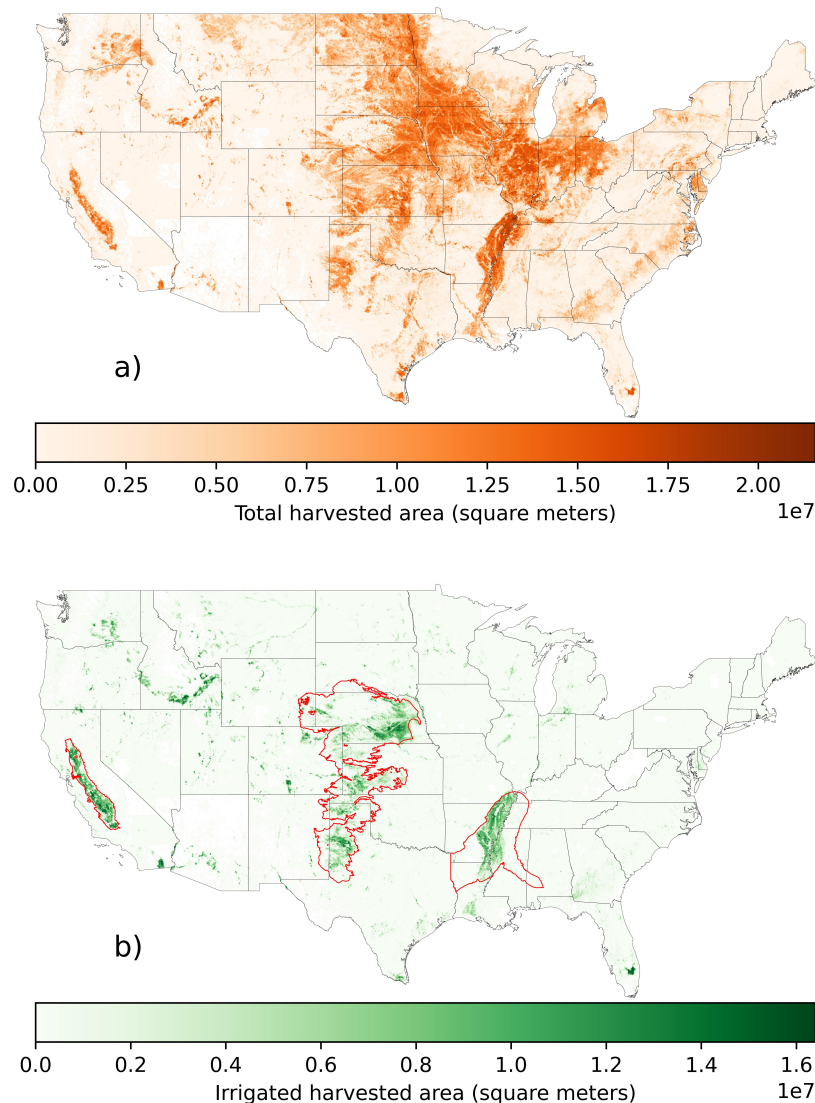 a)
0.00 0.25 0.50 0.75 1.00 1.25 1.50 1.75 2.00
Total harvested area (square meters)
1e7
b)
0.0 0.2 0.4 0.6 0.8 1.0 1.2 1.4 1.6
1e7
Irrigated harvested area (square meters)